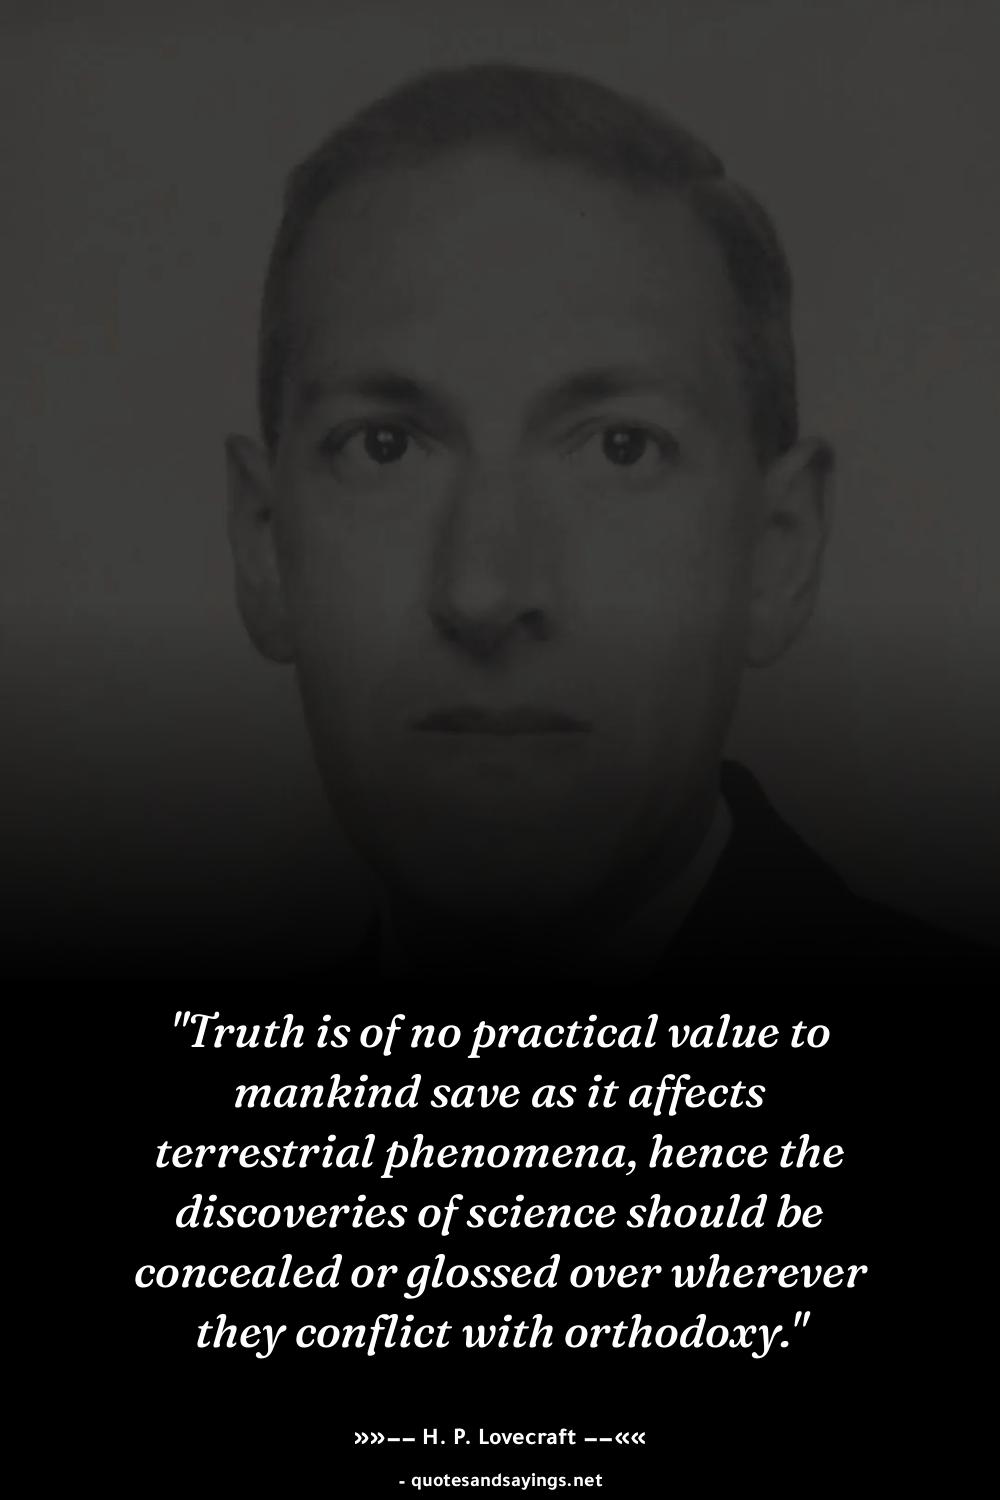 "Truth is of no practical value to
mankind save as it affects
terrestrial phenomena, hence the
discoveries of science should be
concealed or glossed over wherever
they conflict with orthodoxy."
»»−− H. P. Lovecraft −−««
- quotesandsayings.net